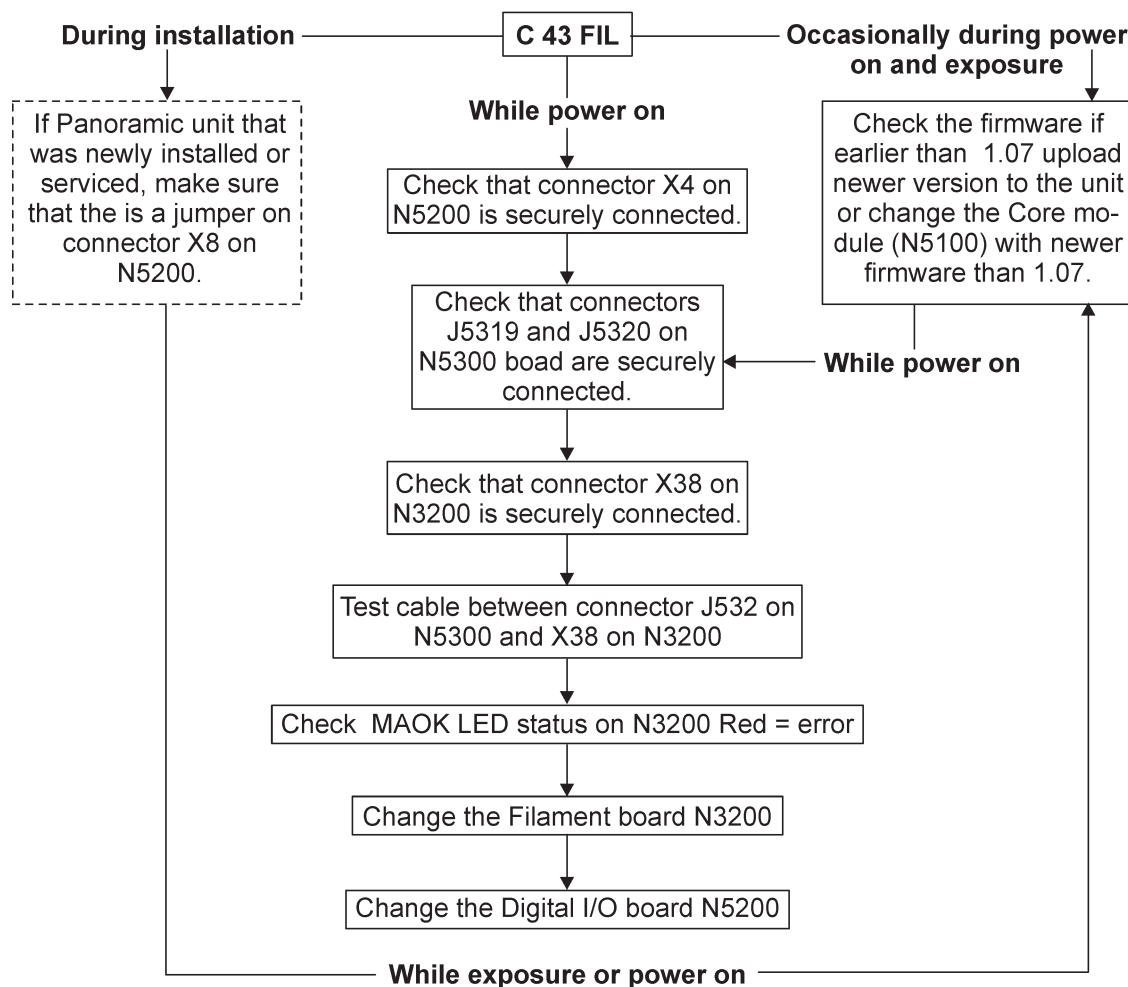 During installation
C 43 FIL
Occasionally during power
on and exposure
While power on
If Panoramic unit that
was newly installed or
serviced, make sure
that the is a jumper on
connector X8 on
N5200.
Check that connector X4 on
N5200 is securely connected.
Check the firmware if
earlier than 1.07 upload
newer version to the unit
or change the Core mo-
dule (N5100) with newer
firmware than 1.07.
Check that connectors
J5319 and J5320 on
N5300 boad are securely
connected.
While power on
Check that connector X38 on
N3200 is securely connected.
Test cable between connector J532 on
N5300 and X38 on N3200
Check MAOK LED status on N3200 Red = error
Change the Filament board N3200
Change the Digital I/O board N5200
While exposure or power on